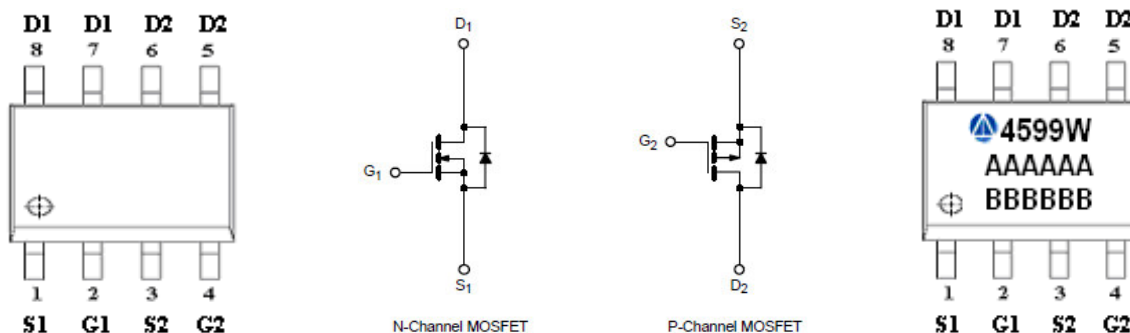 D1 D1 D2 D2
8 7 6 5
1 2 3 4
S1 G1 S2 G2
D1
G1
S1
N-Channel MOSFET
S2
G2
D2
P-Channel MOSFET
D1 D1 D2 D2
8 7 6 5
4599W
AAAAAA
BBBBBB
1 2 3 4
S1 G1 S2 G2